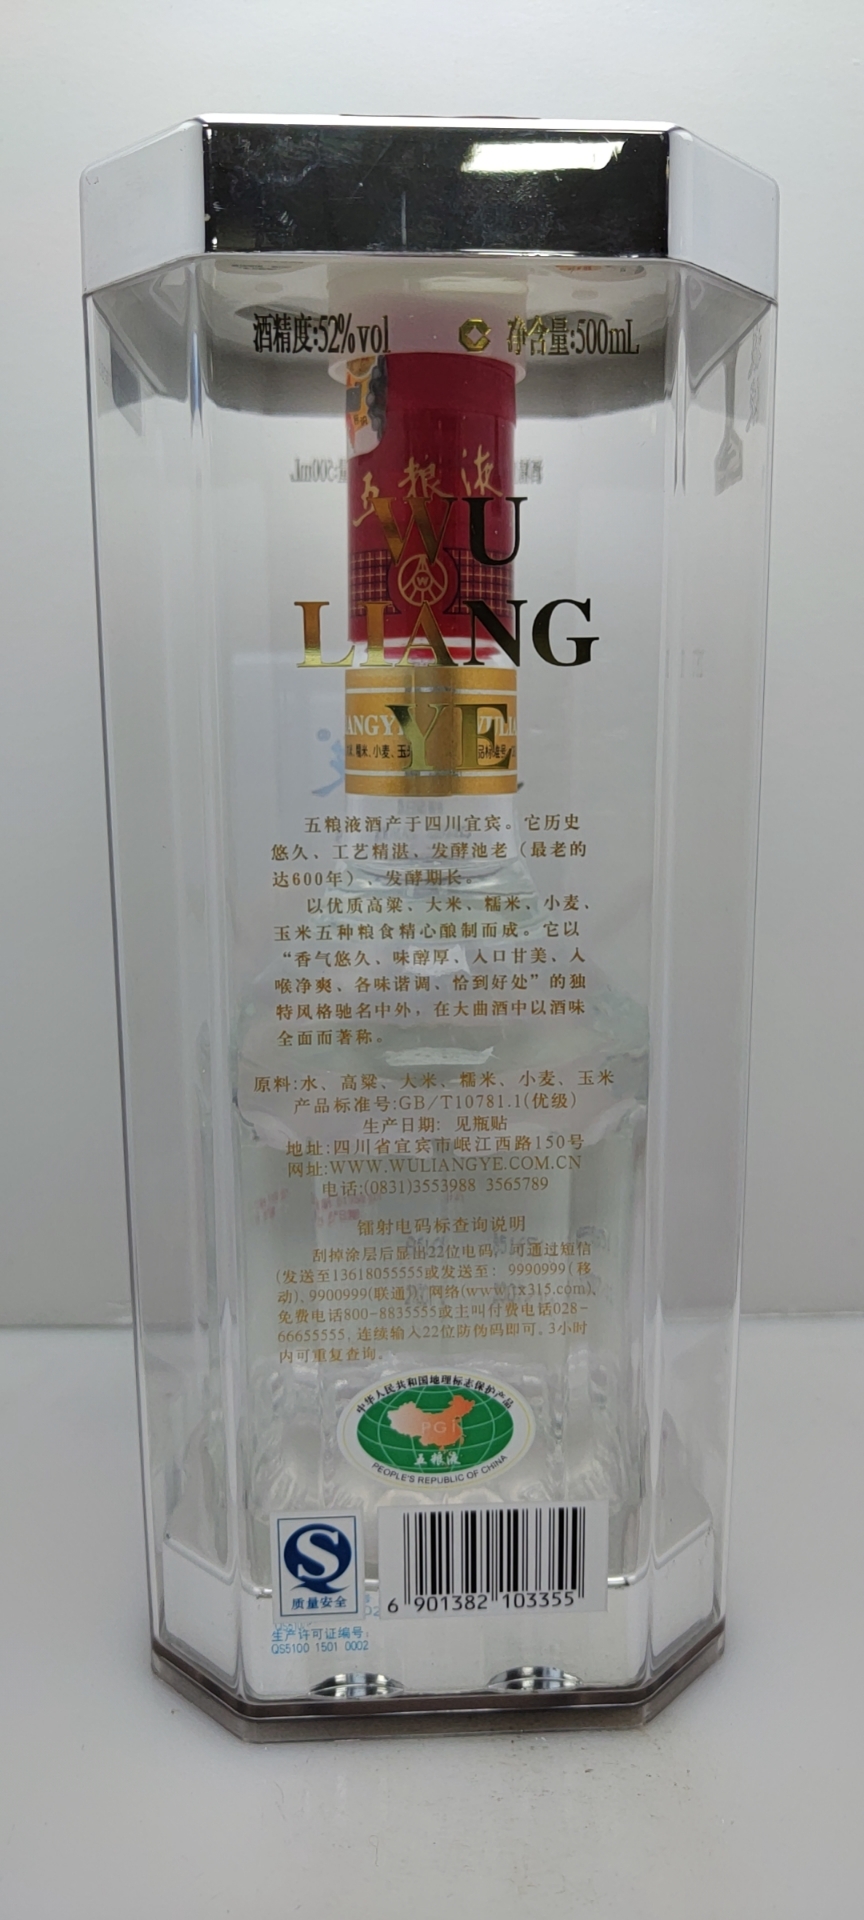 酒精度:52%vol 净含量:500mL
五粮液
WU
LIANG
YE
五粮液酒产于四川宜宾。它历史
悠久、工艺精湛、发酵池老（最老的
达600年）、发酵期长。
以优质高粱、大米、糯米、小麦、
玉米五种粮食精心酿制而成。它以
“香气悠久、味醇厚、入口甘美、入
喉净爽、各味谐调、恰到好处”的独
特风格驰名中外，在大曲酒中以酒味
全面而著称。
原料:水、高粱、大米、糯米、小麦、玉米
产品标准号:GB/T10781.1(优级)
生产日期: 见瓶贴
地址:四川省宜宾市岷江西路150号
网址:WWW.WULIANGYE.COM.CN
电话:(0831)3553988 3565789
镭射电码标查询说明
刮掉涂层后显出22位电码，可通过短信
(发送至13618055555或发送至: 9990999(移
动)、9900999(联通))、网络(www.tx315.com)、
免费电话800-8835555或主叫付费电话028-
66655555, 连续输入22位防伪码即可。3小时
内可重复查询。
中华人民共和国地理标志保护产品
PGI
五粮液
PEOPLE'S REPUBLIC OF CHINA
质量安全
6 901382 103355
生产许可证编号:
QS5100 1501 0002